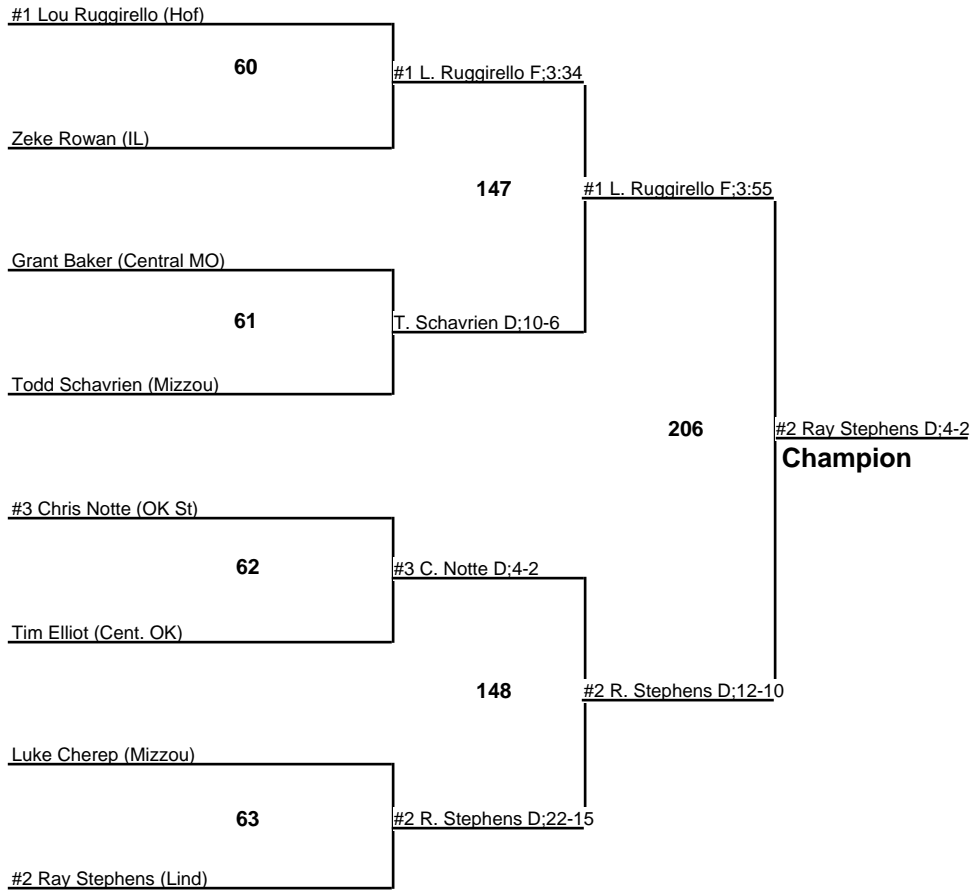 #1 Lou Ruggirello (Hof)
60
#1 L. Ruggirello F;3:34
Zeke Rowan (IL)
147
#1 L. Ruggirello F;3:55
Grant Baker (Central MO)
61
T. Schavrien D;10-6
Todd Schavrien (Mizzou)
206
#2 Ray Stephens D;4-2
Champion
#3 Chris Notte (OK St)
62
#3 C. Notte D;4-2
Tim Elliot (Cent. OK)
148
#2 R. Stephens D;12-10
Luke Cherep (Mizzou)
63
#2 R. Stephens D;22-15
#2 Ray Stephens (Lind)